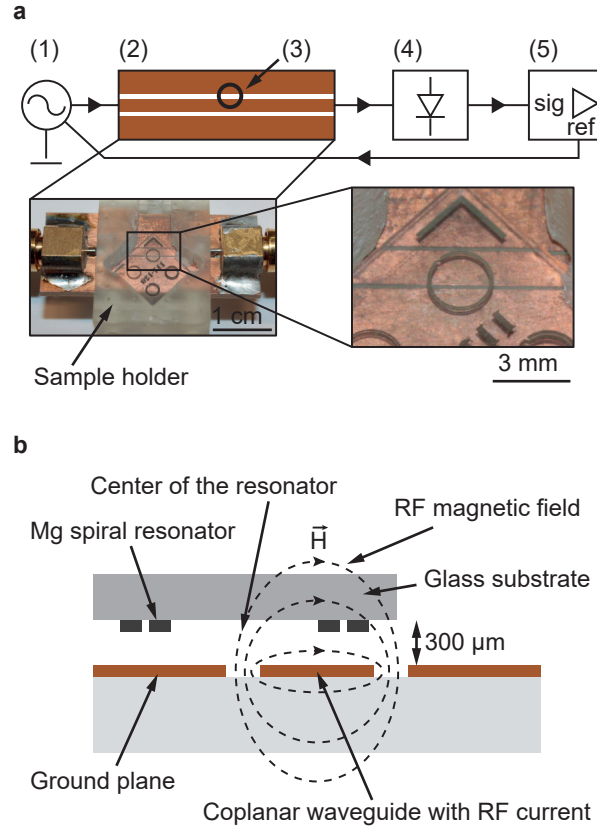 a
(1) (2) (3) (4) (5)
sig
ref
1 cm
Sample holder
3 mm
b
Center of the resonator
Mg spiral resonator
RF magnetic field
H
Glass substrate
300 µm
Ground plane
Coplanar waveguide with RF current